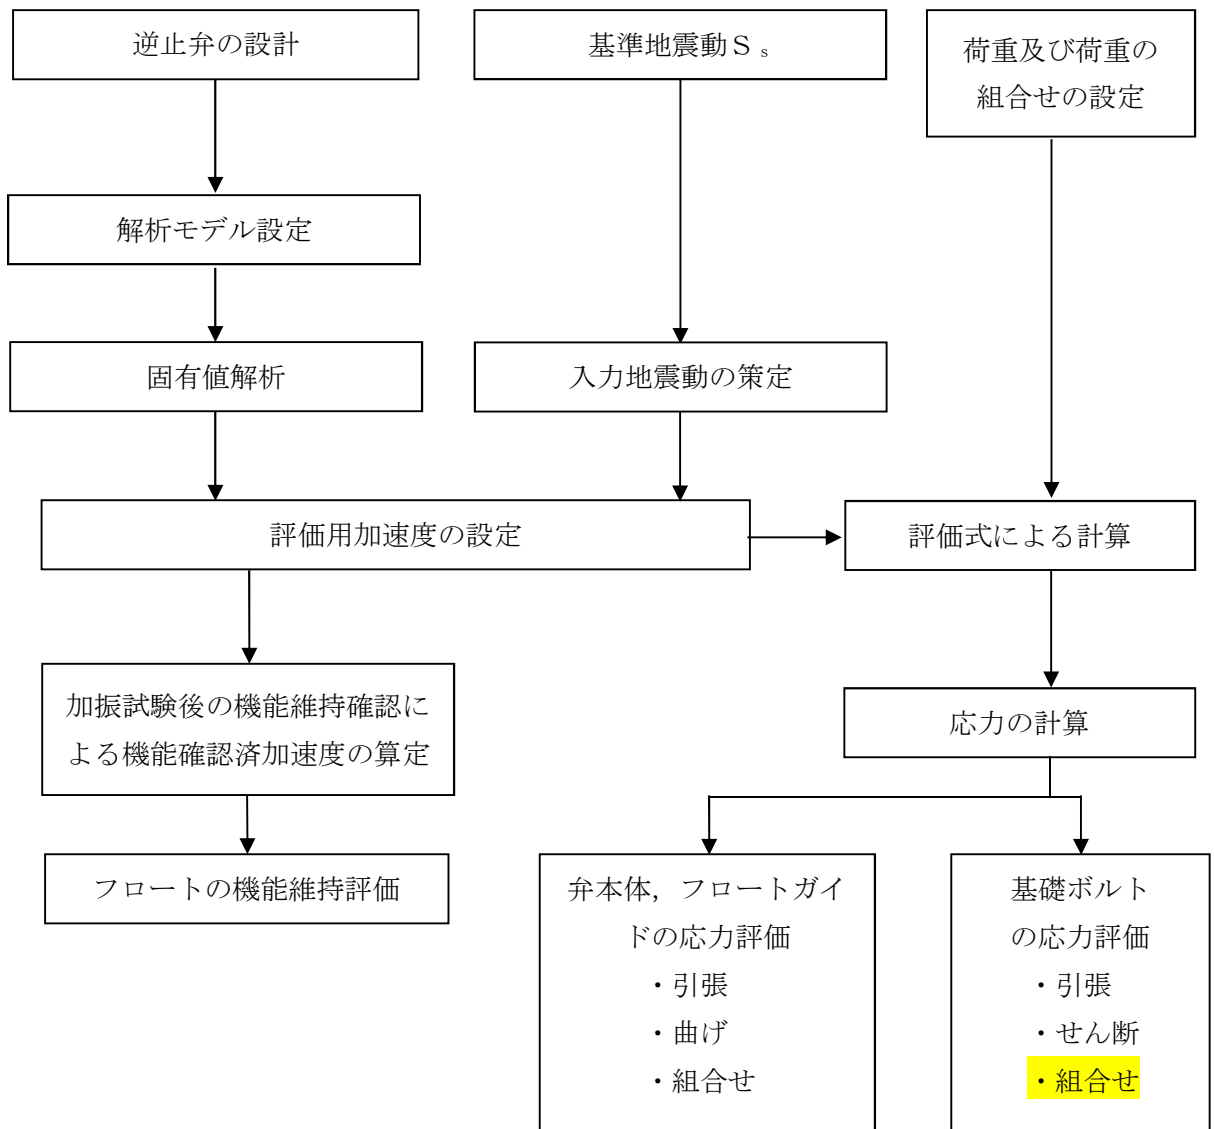 逆止弁の設計
基準地震動Ｓｓ
荷重及び荷重の
組合せの設定
解析モデル設定
固有値解析
入力地震動の策定
評価用加速度の設定
評価式による計算
加振試験後の機能維持確認に
よる機能確認済加速度の算定
応力の計算
フロートの機能維持評価
弁本体，フロートガイ
ドの応力評価
・引張
・曲げ
・組合せ
基礎ボルト
の応力評価
・引張
・せん断
・組合せ